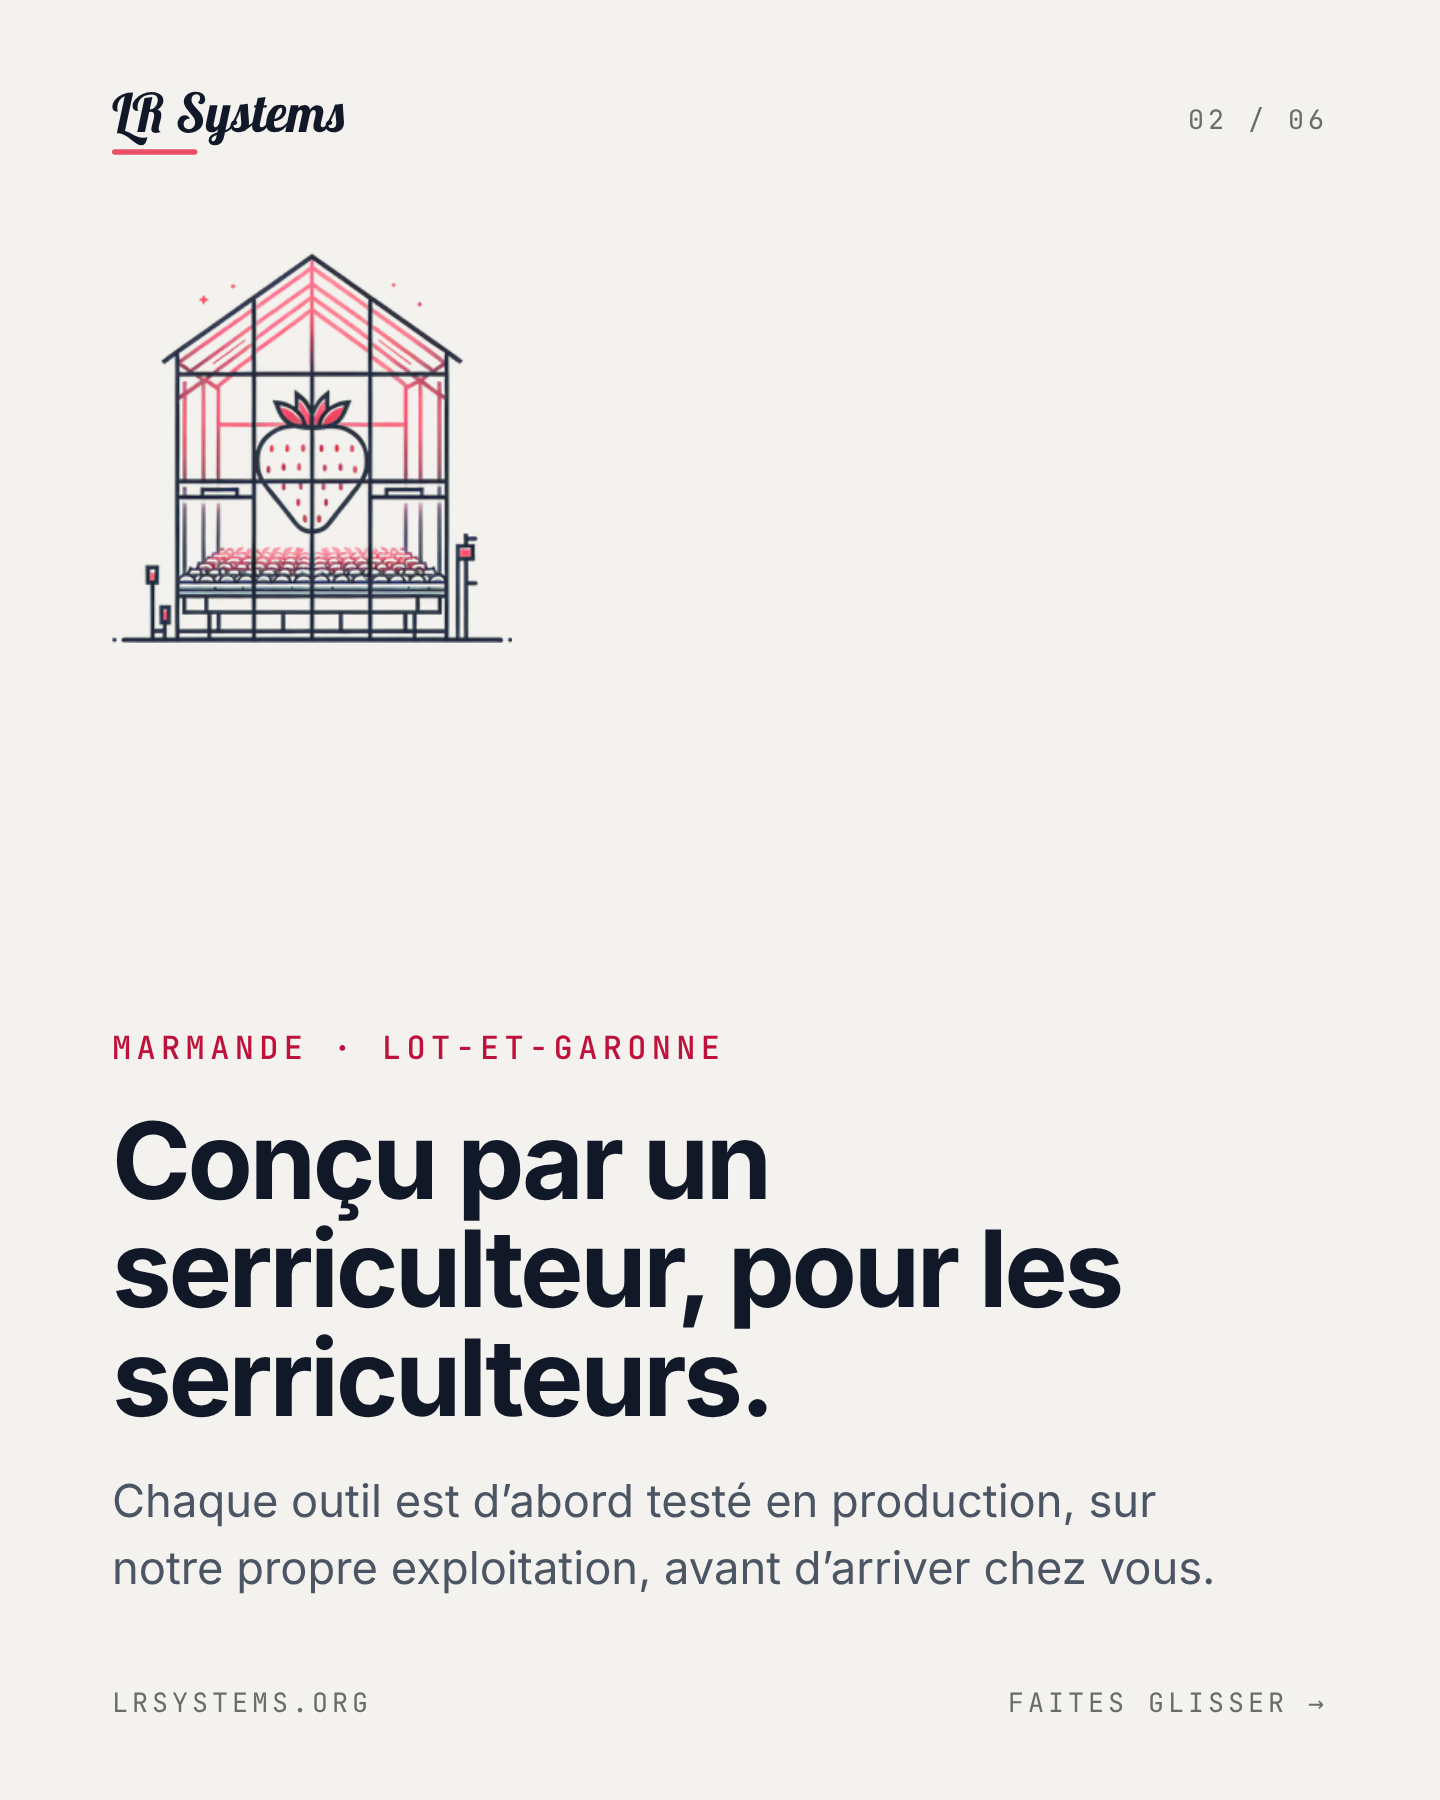 LR Systems
02 / 06
MARMANDE · LOT-ET-GARONNE
Conçu par un
serriculteur, pour les
serriculteurs.
Chaque outil est d’abord testé en production, sur
notre propre exploitation, avant d’arriver chez vous.
LRSYSTEMS.ORG
FAITES GLISSER →